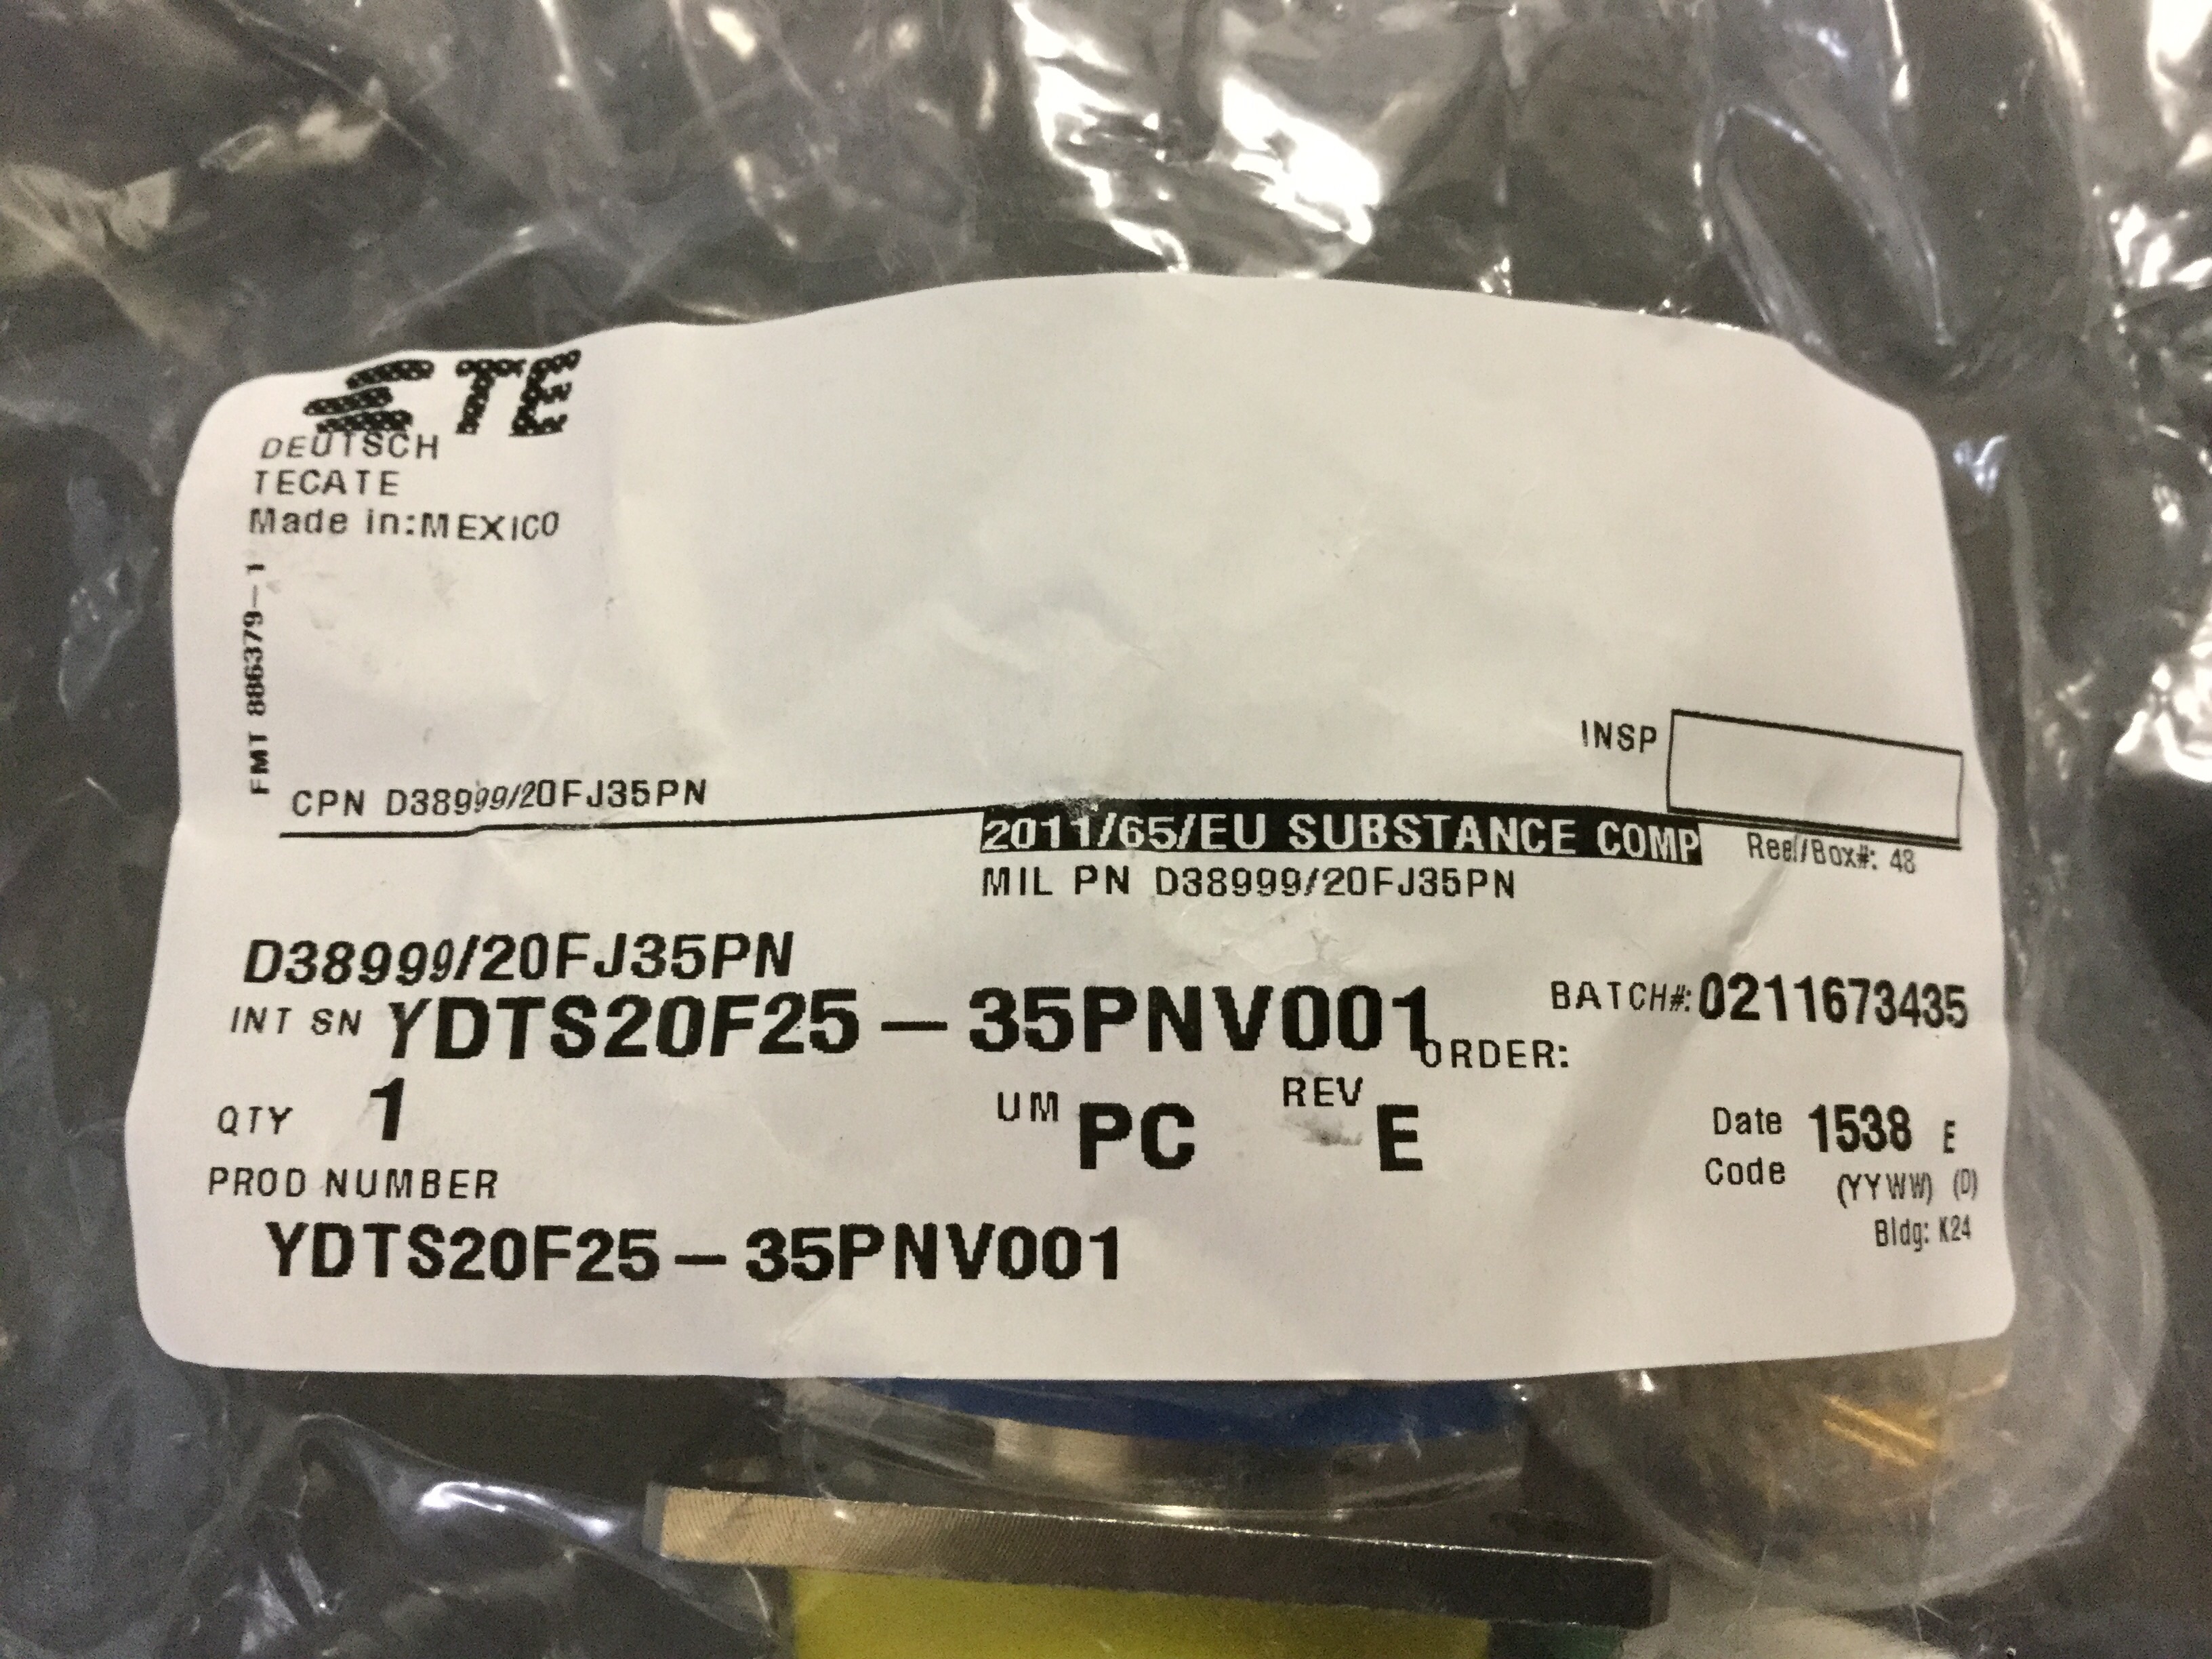 TE
DEUTSCH
TECATE
Made in:MEXICO
FMT 886379-1
INSP
CPN D38999/20FJ35PN
2011/65/EU SUBSTANCE COMP
Reel/Box#: 48
MIL PN D38999/20FJ35PN
D38999/20FJ35PN
INT SN YDTS20F25-35PNV001
BATCH#:0211673435
ORDER:
QTY 1
UM PC
REV E
Date Code 1538 E
(YYWW) (D)
Bldg: K24
PROD NUMBER
YDTS20F25-35PNV001